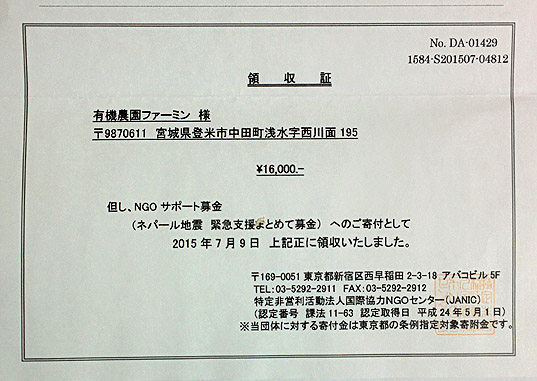 No. DA-01429
1584-S201507-04812
領 収 証
有機農園ファーミン 様
〒9870611 宮城県登米市中田町浅水字西川面 195
¥16,000.-
但し、NGO サポート募金
（ネパール地震 緊急支援まとめて募金） へのご寄付として
2015 年 7 月 9 日 上記正に領収いたしました。
〒169-0051 東京都新宿区西早稲田 2-3-18 アバコビル 5F
TEL：03-5292-2911 FAX：03-5292-2912
特定非営利活動法人国際協力NGOセンター（JANIC）
（認定番号 課法 11-63 認定取得日 平成 24 年 5 月 1 日）
※当団体に対する寄付金は東京都の条例指定対象寄附金です。